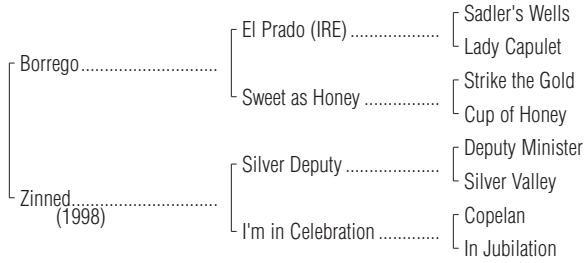 Sadler's Wells
El Prado (IRE) ....................
Lady Capulet
Borrego..............................
Strike the Gold
Sweet as Honey .................
Cup of Honey
Deputy Minister
Silver Deputy .....................
Silver Valley
Zinned................................
(1998)
Copelan
I'm in Celebration ..............
In Jubilation